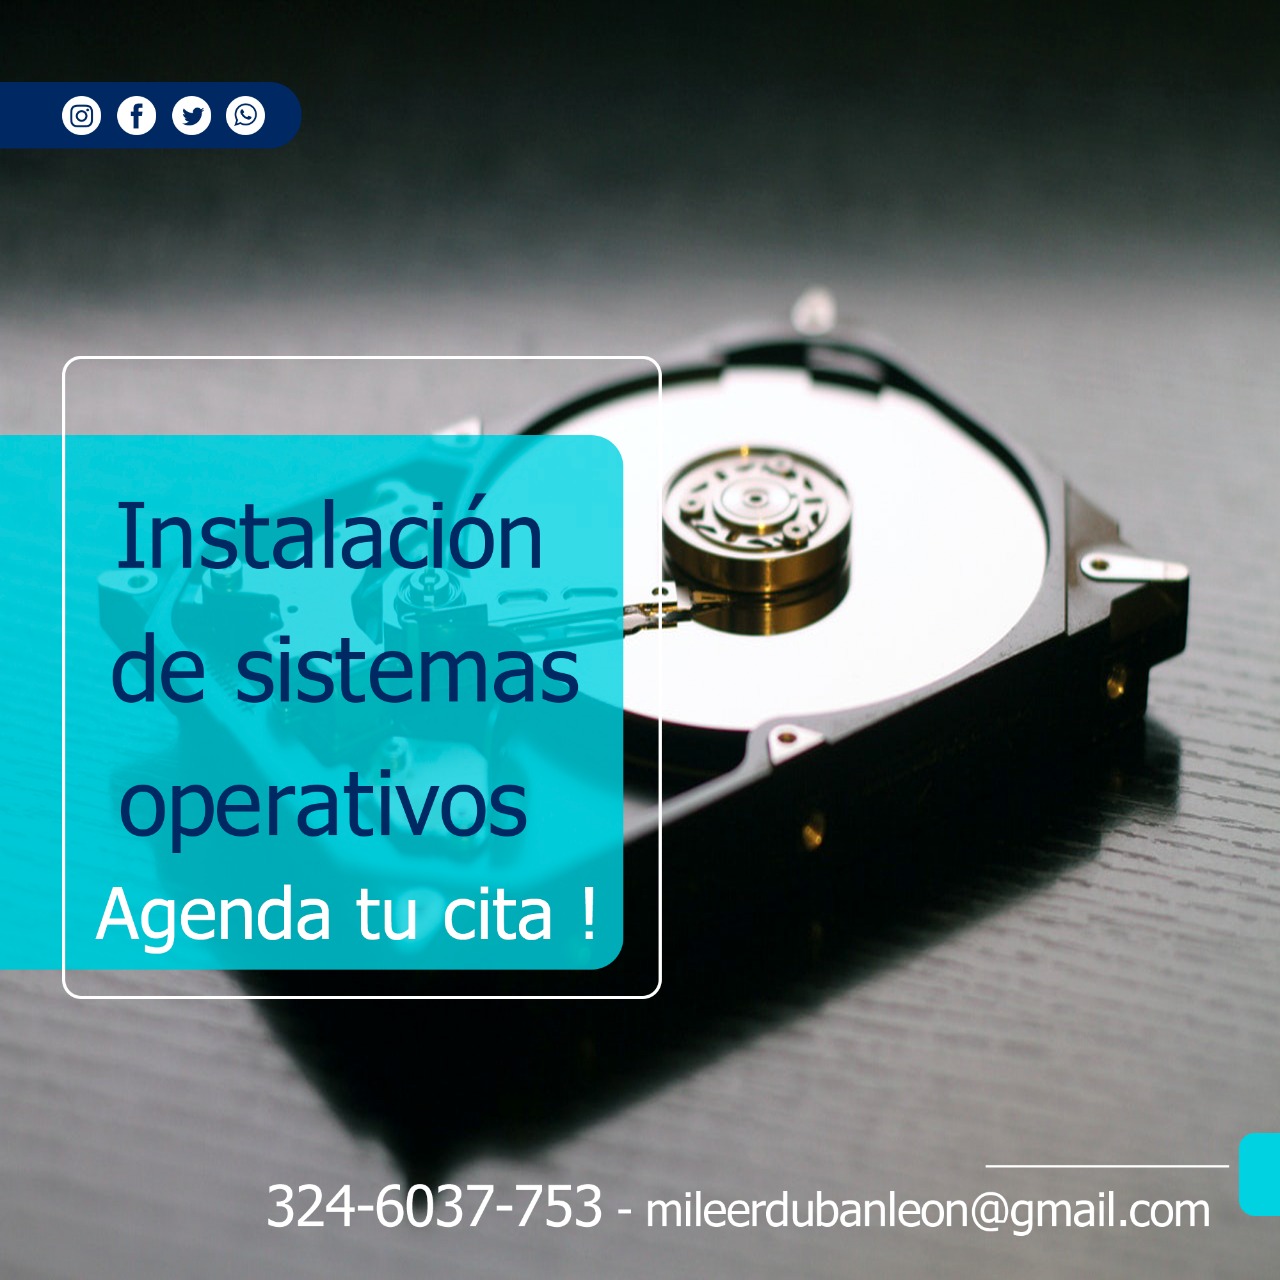 Instalación
de sistemas
operativos
Agenda tu cita !
324-6037-753 - mileerdubanleon@gmail.com